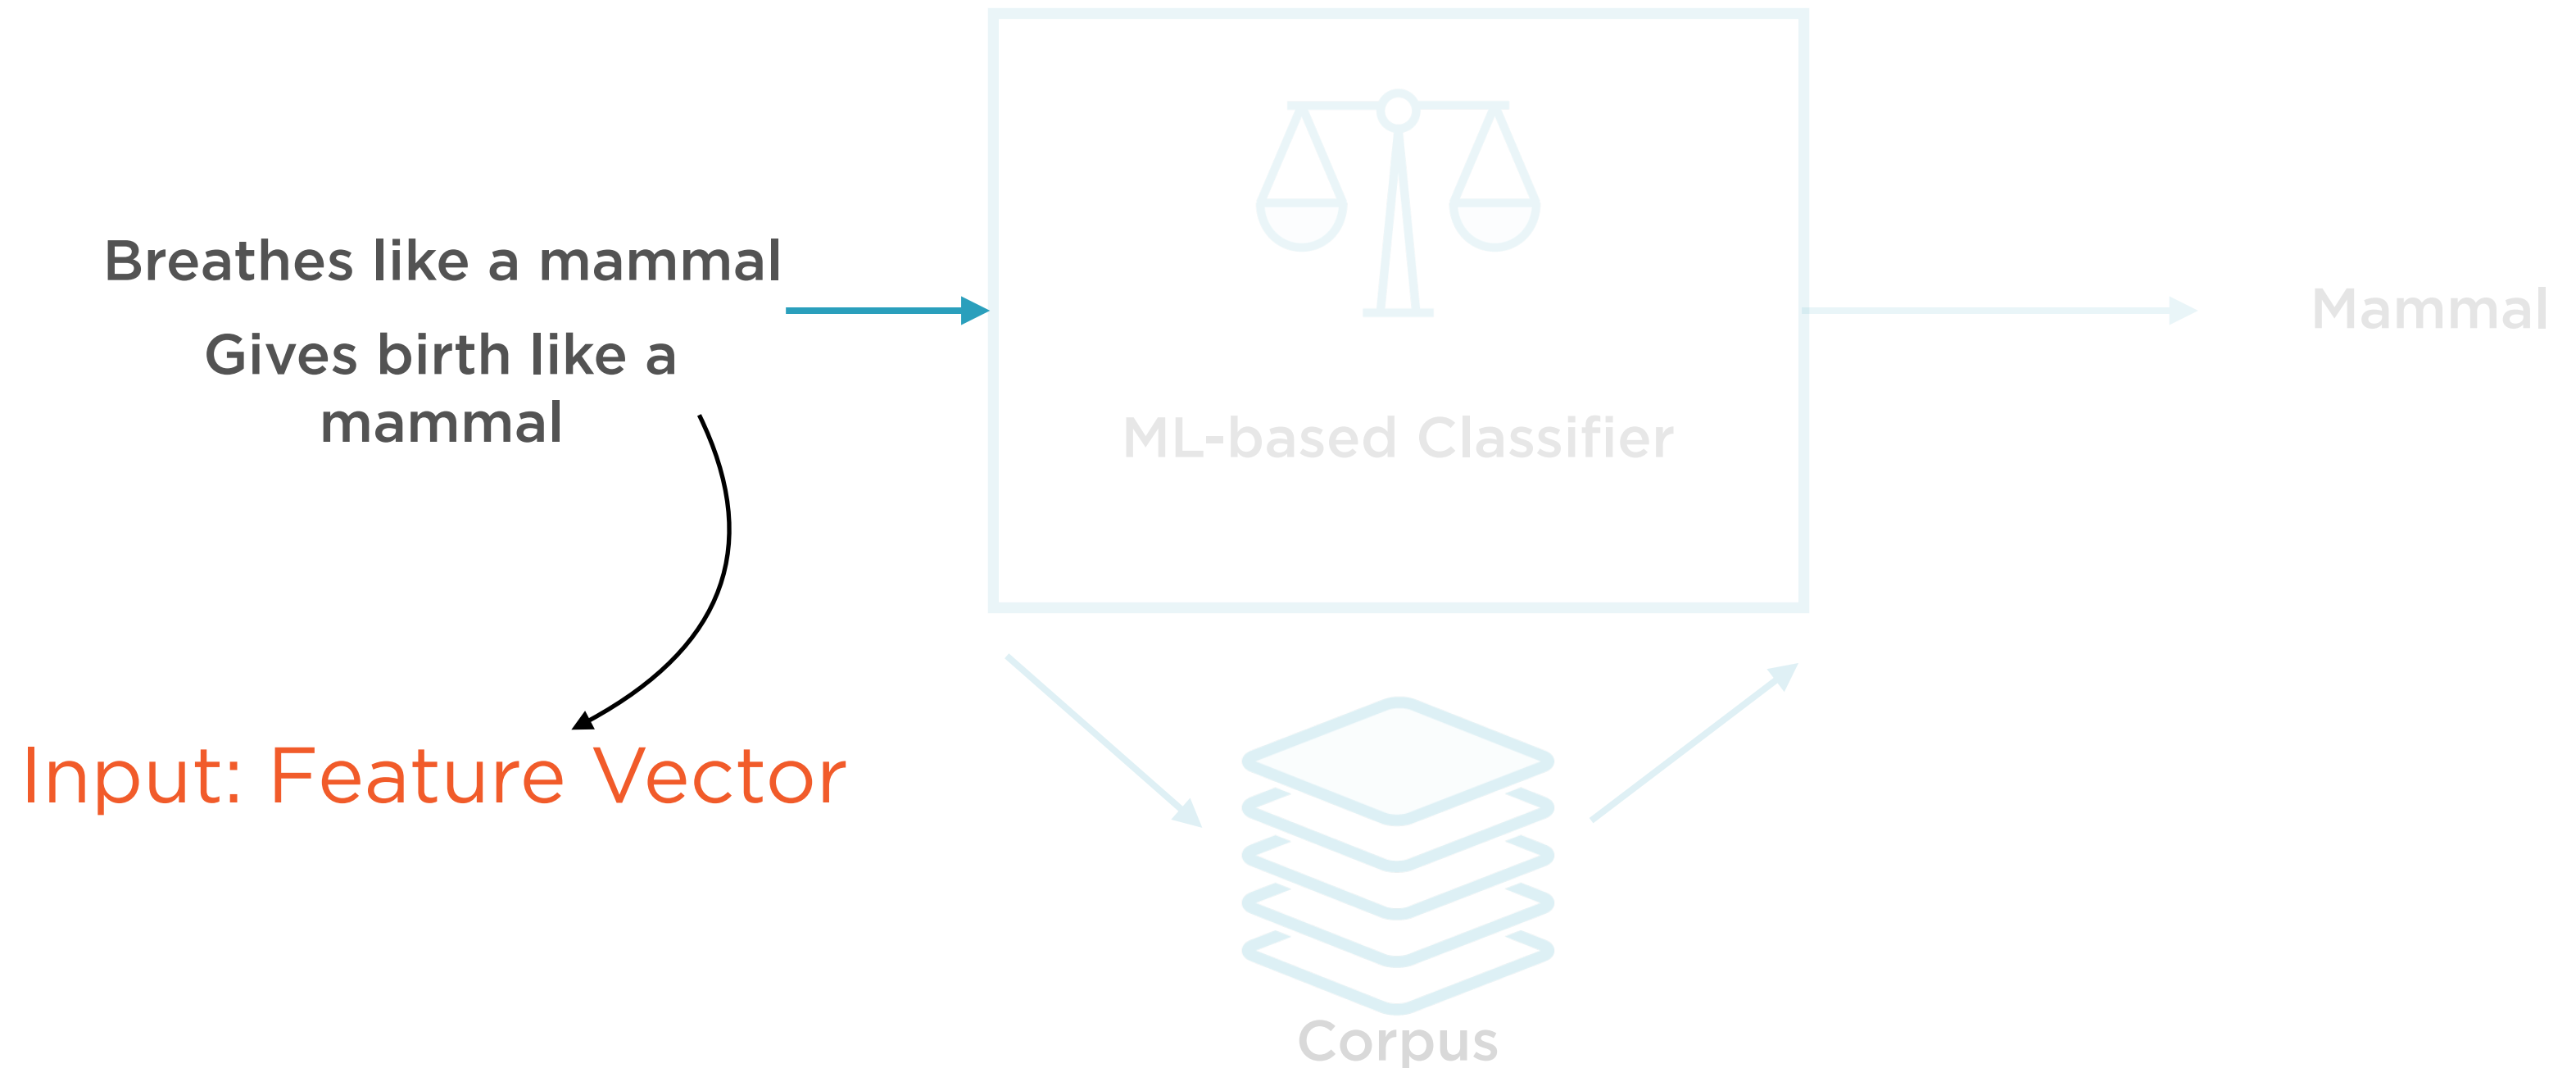 Breathes like a mammal
Gives birth like a
mammal
ML-based Classifier
Mammal
Input: Feature Vector
Corpus